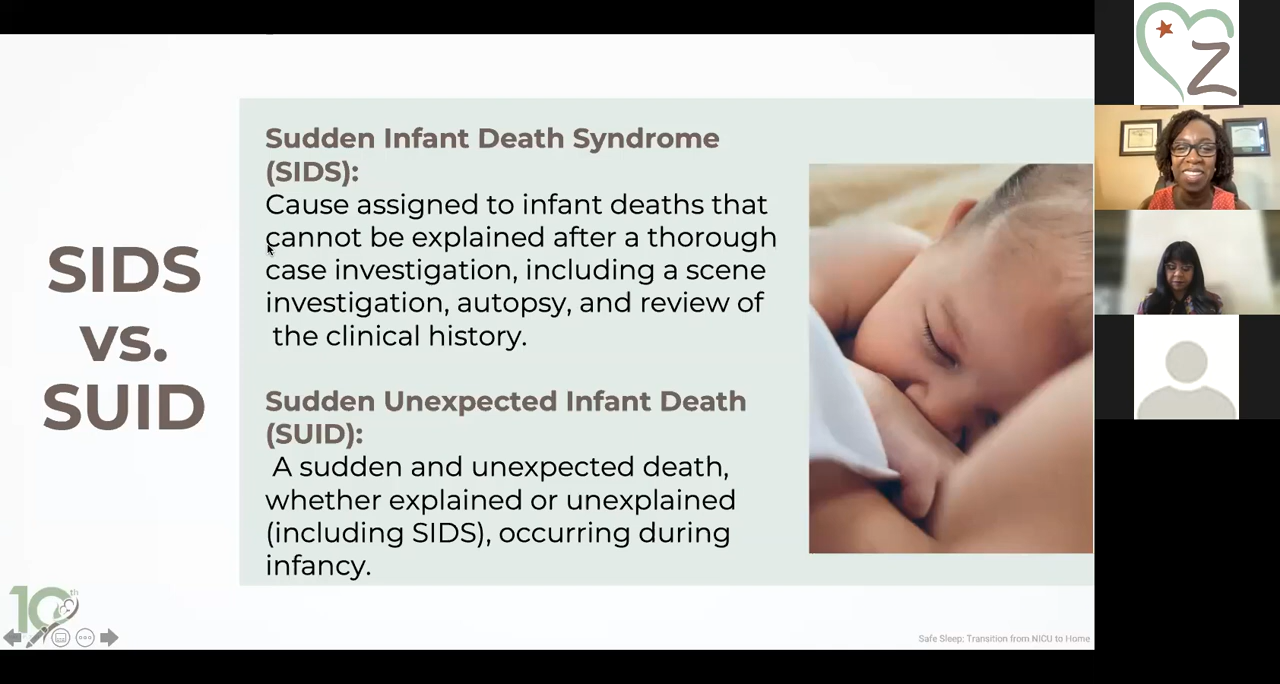 SIDS
vs.
SUID
Sudden Infant Death Syndrome
(SIDS):
Cause assigned to infant deaths that
cannot be explained after a thorough
case investigation, including a scene
investigation, autopsy, and review of
the clinical history.
Sudden Unexpected Infant Death
(SUID):
A sudden and unexpected death,
whether explained or unexplained
(including SIDS), occurring during
infancy.
10th
Safe Sleep; Transition from NICU to Home
Z